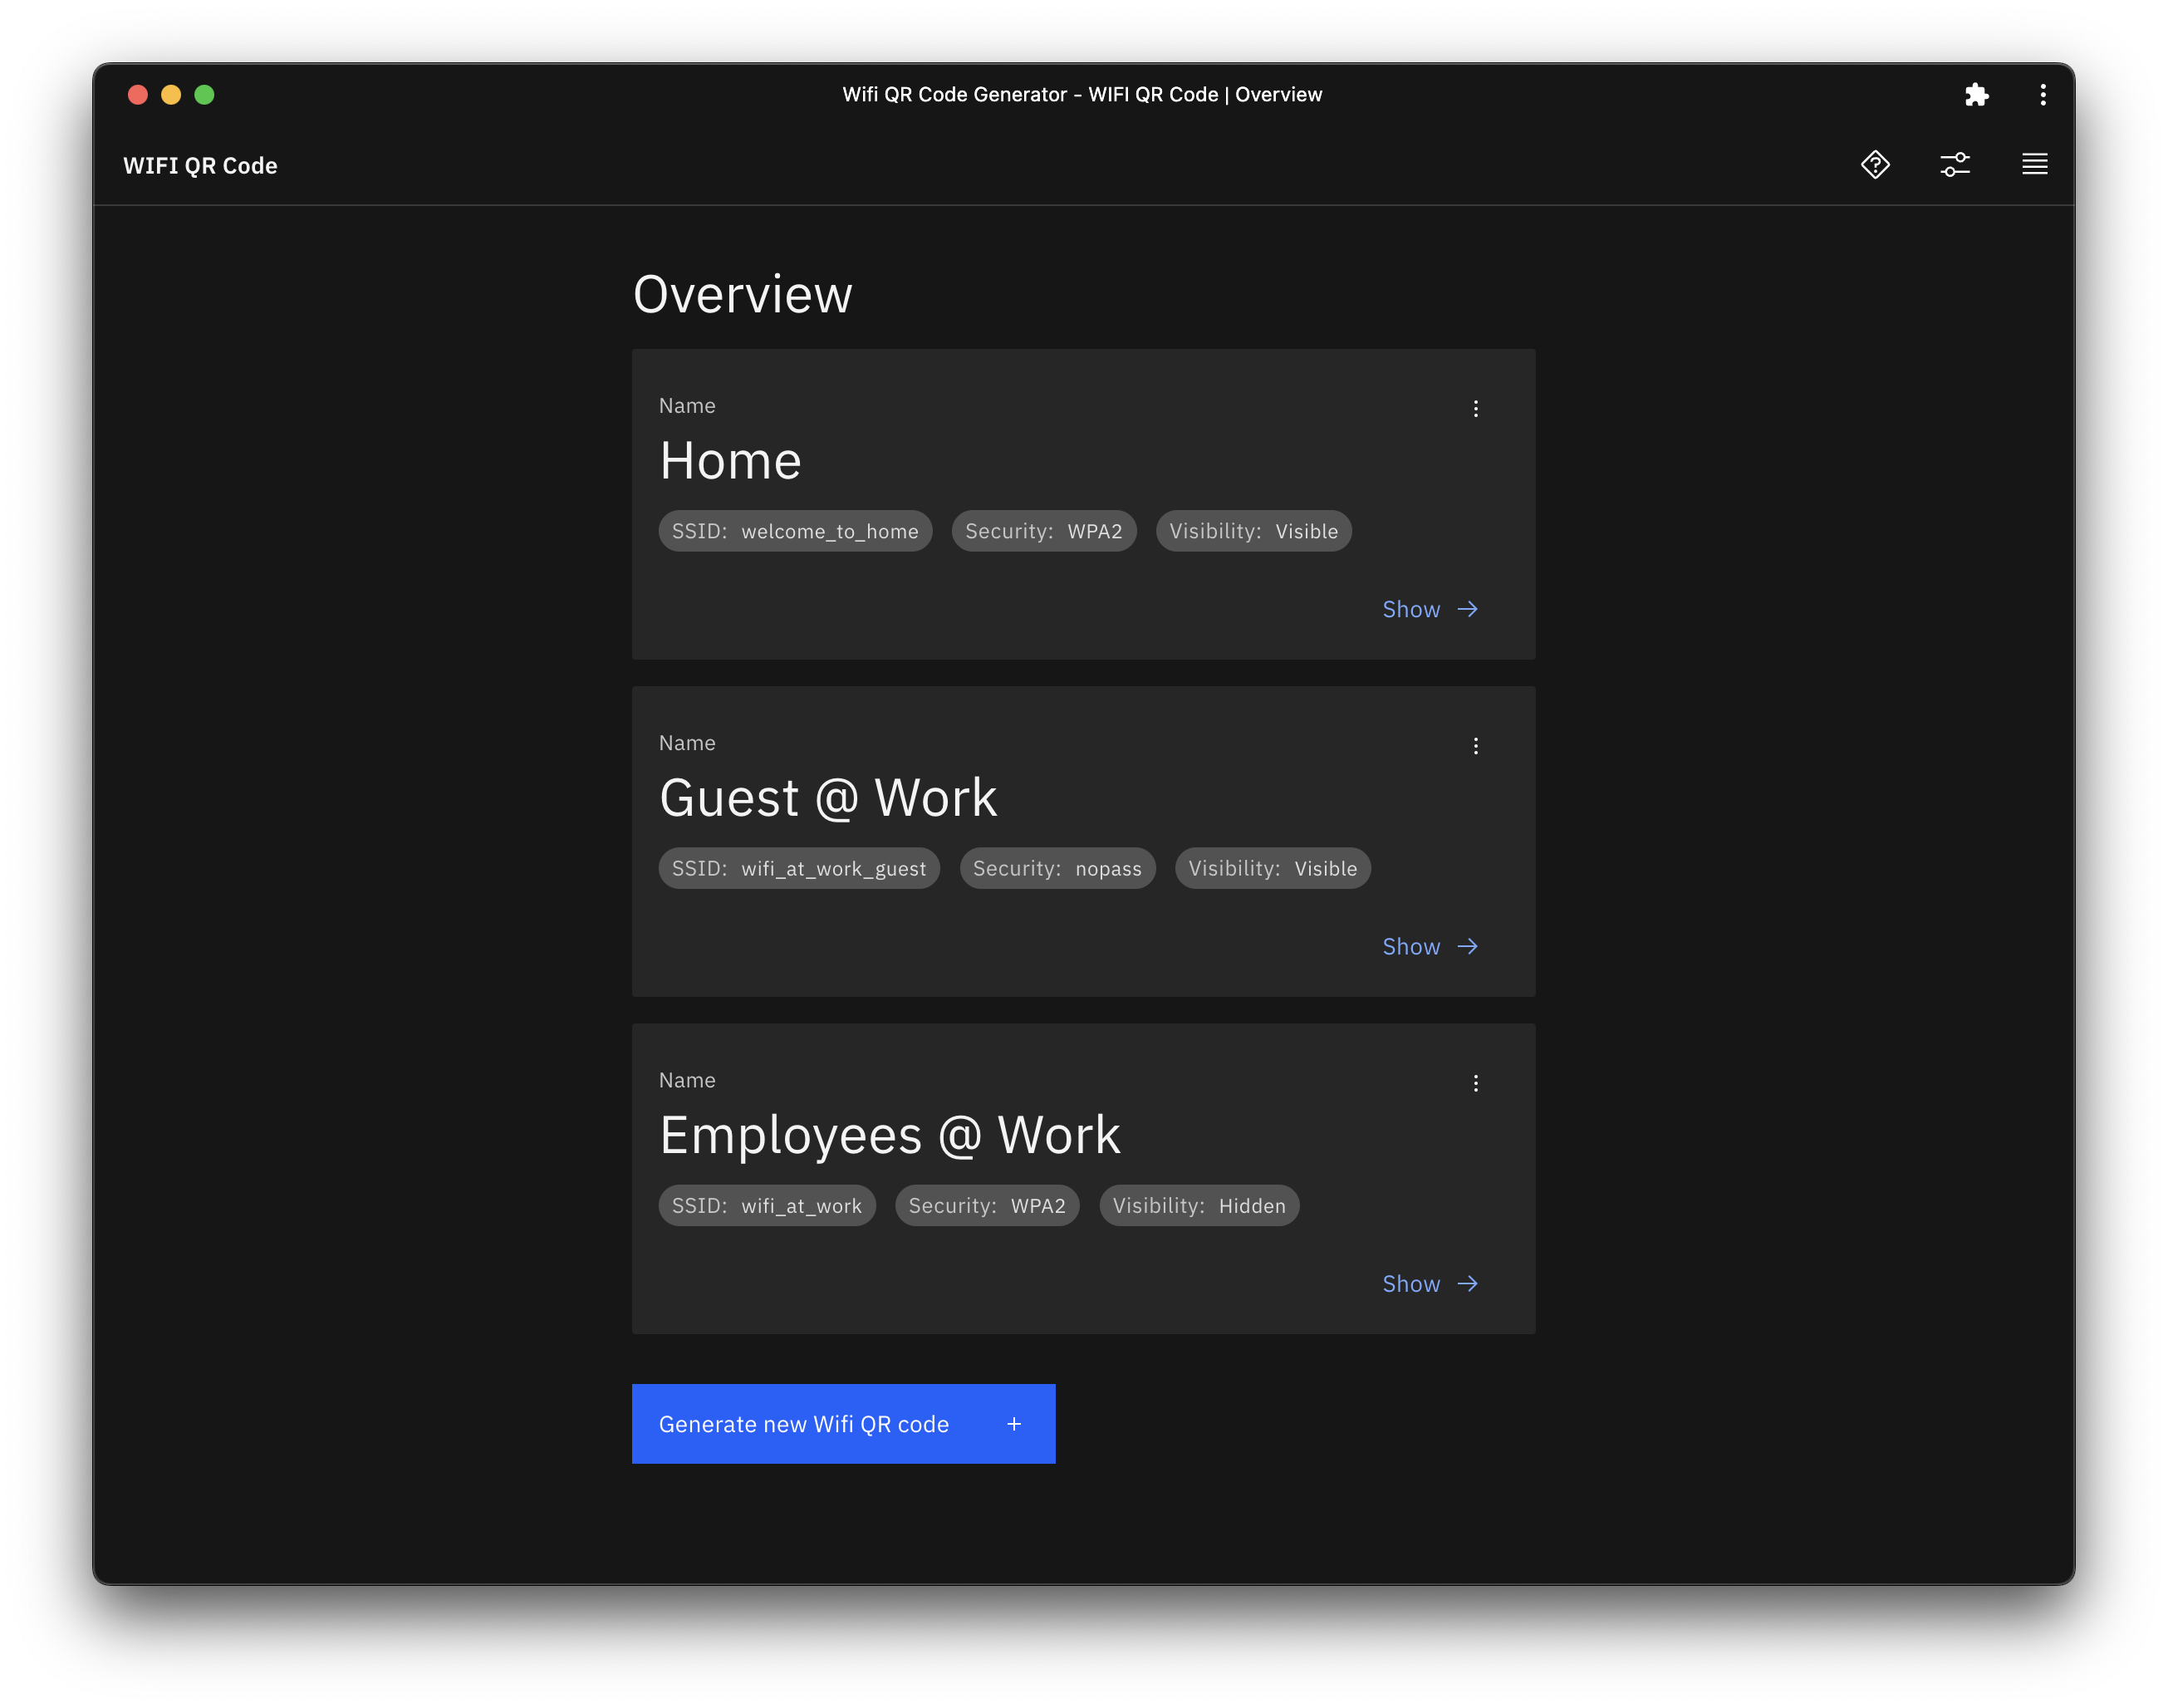 Wifi QR Code Generator - WIFI QR Code | Overview
WIFI QR Code
Overview
Name
Home
SSID: welcome_to_home Security: WPA2 Visibility: Visible
Show
Name
Guest @ Work
SSID: wifi_at_work_guest Security: nopass Visibility: Visible
Show
Name
Employees @ Work
SSID: wifi_at_work Security: WPA2 Visibility: Hidden
Show
Generate new Wifi QR code +